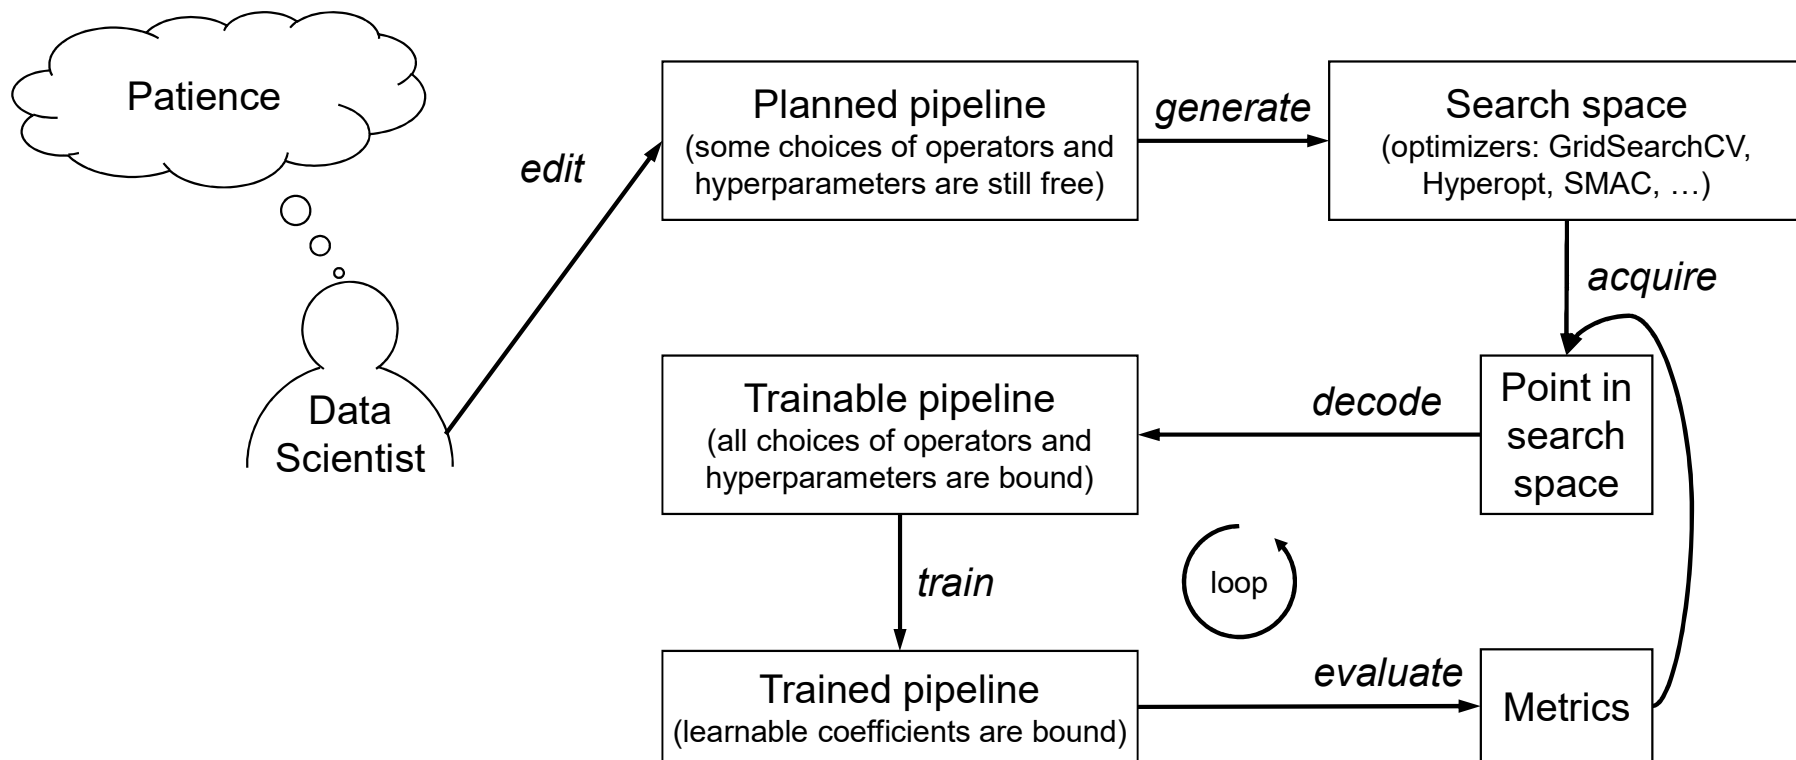 Patience
Data
Scientist
edit
Planned pipeline
(some choices of operators and
hyperparameters are still free)
generate
Search space
(optimizers: GridSearchCV,
Hyperopt, SMAC, …)
acquire
Point in
search
space
decode
Trainable pipeline
(all choices of operators and
hyperparameters are bound)
train
loop
Trained pipeline
(learnable coefficients are bound)
evaluate
Metrics